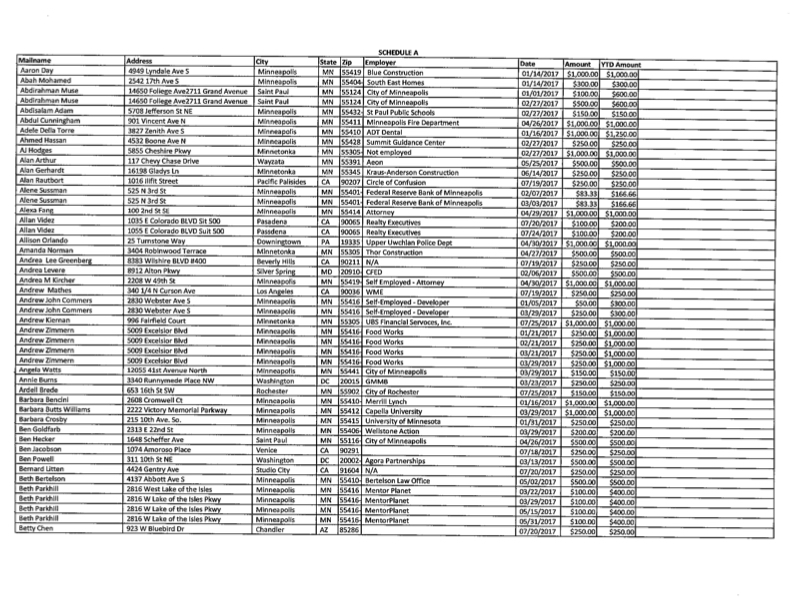 SCHEDULE A
Mailname Address City State Zip Employer Date Amount YTD Amount
Aaron Day 4949 Lyndale Ave S Minneapolis MN 55419 Blue Construction 01/14/2017 $1,000.00 $1,000.00
Abah Mohamed 2542 17th Ave S Minneapolis MN 55404- South East Homes 01/14/2017 $300.00 $300.00
Abdirahman Muse 14650 Foliege Ave2711 Grand Avenue Saint Paul MN 55124 City of Minneapolis 01/01/2017 $100.00 $600.00
Abdirahman Muse 14650 Foliege Ave2711 Grand Avenue Saint Paul MN 55124 City of Minneapolis 02/27/2017 $500.00 $600.00
Abdisalam Adam 5708 Jefferson St NE Minneapolis MN 55432- St Paul Public Schools 02/27/2017 $150.00 $150.00
Abdul Cunningham 901 Vincent Ave N Minneapolis MN 55411- Minneapolis Fire Department 04/26/2017 $1,000.00 $1,000.00
Adele Della Torre 3827 Zenith Ave S Minneapolis MN 55410 ADT Dental 01/16/2017 $1,000.00 $1,250.00
Ahmed Hassan 4532 Boone Ave N Minneapolis MN 55428 Summit Guidance Center 02/27/2017 $250.00 $250.00
AJ Hodges 5855 Cheshire Pkwy Minnetonka MN 55305- Not employed 02/27/2017 $1,000.00 $1,000.00
Alan Arthur 117 Chevy Chase Drive Wayzata MN 55391 Aeon 05/25/2017 $500.00 $500.00
Alan Gerhardt 16198 Gladys Ln Minnetonka MN 55345 Kraus-Anderson Construction 06/14/2017 $250.00 $250.00
Alan Rautbort 1016 Illift Street Pacific Palisides CA 90207 Circle of Confusion 07/19/2017 $250.00 $250.00
Alene Sussman 525 N 3rd St Minneapolis MN 55401- Federal Reserve Bank of Minneapolis 02/07/2017 $83.33 $166.66
Alene Sussman 525 N 3rd St Minneapolis MN 55401- Federal Reserve Bank of Minneapolis 03/03/2017 $83.33 $166.66
Alexa Fang 100 2nd St SE Minneapolis MN 55414 Attorney 04/29/2017 $1,000.00 $1,000.00
Allan Videz 1035 E Colorado BLVD Sit 500 Pasadena CA 90065 Realty Executives 07/20/2017 $100.00 $200.00
Allan Videz 1055 E Colorado BLVD Suit 500 Passdena CA 90065 Realty Executives 07/24/2017 $100.00 $200.00
Allison Orlando 25 Turnstone Way Downingtown PA 19335 Upper Uwchlan Police Dept 04/30/2017 $1,000.00 $1,000.00
Amanda Norman 3404 Robinwood Terrace Minnetonka MN 55305 Thor Construction 04/27/2017 $500.00 $500.00
Andrea Lee Greenberg 8383 Wilshire BLVD #400 Beverly Hills CA 90211 N/A 07/19/2017 $250.00 $250.00
Andrea Levere 8912 Alton Pkwy Silver Spring MD 20910- CFED 02/06/2017 $500.00 $500.00
Andrea M Kircher 2208 W 49th St Minneapolis MN 55419- Self Employed - Attorney 04/30/2017 $1,000.00 $1,000.00
Andrew Mathes 340 1/4 N Curson Ave Los Angeles CA 90036 WME 07/19/2017 $250.00 $250.00
Andrew John Commers 2830 Webster Ave S Minneapolis MN 55416 Self-Employed - Developer 01/05/2017 $50.00 $300.00
Andrew John Commers 2830 Webster Ave S Minneapolis MN 55416 Self-Employed - Developer 03/29/2017 $250.00 $300.00
Andrew Kiernan 996 Fairfield Court Minnetonka MN 55305 UBS Financial Servoces, Inc. 07/25/2017 $1,000.00 $1,000.00
Andrew Zimmern 5009 Excelsior Blvd Minneapolis MN 55416- Food Works 01/21/2017 $250.00 $1,000.00
Andrew Zimmern 5009 Excelsior Blvd Minneapolis MN 55416- Food Works 02/21/2017 $250.00 $1,000.00
Andrew Zimmern 5009 Excelsior Blvd Minneapolis MN 55416- Food Works 03/21/2017 $250.00 $1,000.00
Andrew Zimmern 5009 Excelsior Blvd Minneapolis MN 55416- Food Works 03/29/2017 $250.00 $1,000.00
Angela Watts 12055 41st Avenue North Minneapolis MN 55441 City of Minneapolis 03/29/2017 $150.00 $150.00
Annie Burns 3340 Runnymede Place NW Washington DC 20015 GMMB 03/23/2017 $250.00 $250.00
Ardell Brede 653 16th St SW Rochester MN 55902 City of Rochester 07/25/2017 $150.00 $150.00
Barbara Bencini 2608 Cromwell Ct Minneapolis MN 55410- Merrill Lynch 01/16/2017 $1,000.00 $1,000.00
Barbara Butts Williams 2222 Victory Memorial Parkway Minneapolis MN 55412 Capella University 03/29/2017 $1,000.00 $1,000.00
Barbara Crosby 215 10th Ave. So. Minneapolis MN 55415 University of Minnesota 01/31/2017 $250.00 $250.00
Ben Goldfarb 2313 E 22nd St Minneapolis MN 55406- Wellstone Action 03/29/2017 $200.00 $200.00
Ben Hecker 1648 Scheffer Ave Saint Paul MN 55116- City of Minneapolis 04/26/2017 $500.00 $500.00
Ben Jacobson 1074 Amoroso Place Venice CA 90291 07/18/2017 $250.00 $250.00
Ben Powell 311 10th St NE Washington DC 20002- Agora Partnerships 03/13/2017 $500.00 $500.00
Bernard Litten 4424 Gentry Ave Studio City CA 91604 N/A 07/20/2017 $250.00 $250.00
Beth Bertelson 4137 Abbott Ave S Minneapolis MN 55410- Bertelson Law Office 05/02/2017 $500.00 $500.00
Beth Parkhill 2816 West Lake of the Isles Minneapolis MN 55416 Mentor Planet 03/22/2017 $100.00 $400.00
Beth Parkhill 2816 W Lake of the Isles Pkwy Minneapolis MN 55416- MentorPlanet 03/29/2017 $100.00 $400.00
Beth Parkhill 2816 W Lake of the Isles Pkwy Minneapolis MN 55416- MentorPlanet 05/15/2017 $100.00 $400.00
Beth Parkhill 2816 W Lake of the Isles Pkwy Minneapolis MN 55416- MentorPlanet 05/31/2017 $100.00 $400.00
Betty Chen 923 W Bluebird Dr Chandler AZ 85286 07/20/2017 $250.00 $250.00